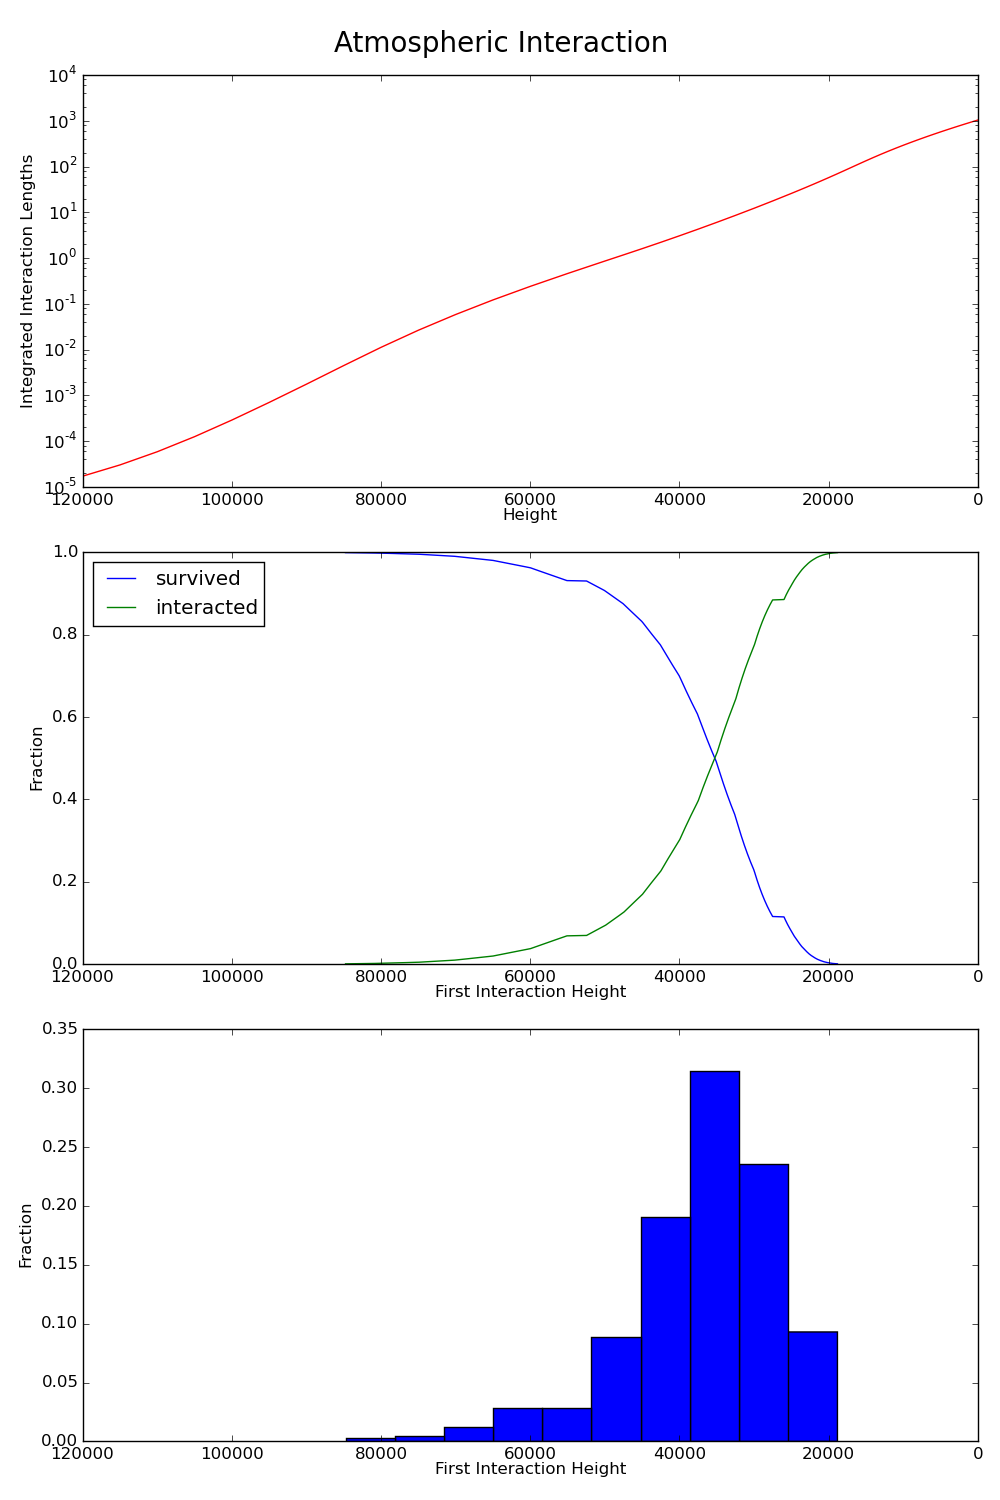 Atmospheric Interaction
Integrated Interaction Lengths
10^4
10^3
10^2
10^1
10^0
10^-1
10^-2
10^-3
10^-4
10^-5
120000 100000 80000 60000 40000 20000 0
Height
Fraction
1.0
0.8
0.6
0.4
0.2
0.0
survived
interacted
120000 100000 80000 60000 40000 20000 0
First Interaction Height
Fraction
0.35
0.30
0.25
0.20
0.15
0.10
0.05
0.00
120000 100000 80000 60000 40000 20000 0
First Interaction Height